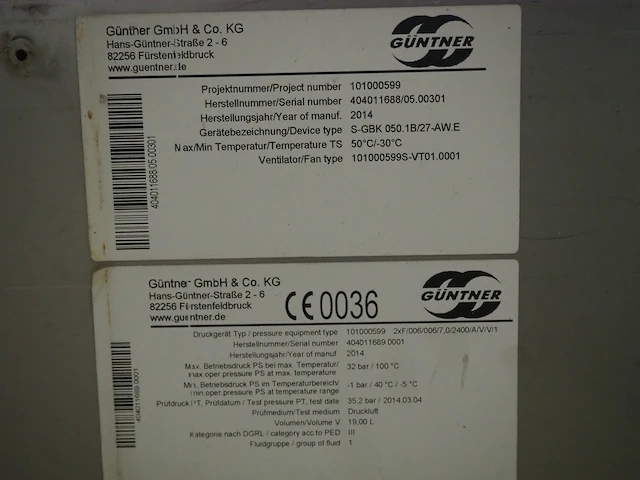 Güntner GmbH & Co. KG
Hans-Güntner-Straße 2 - 6
82256 Fürstenfeldbruck
www.guentner.de
GÜNTNER
Projektnummer/Project number 101000599
Herstellnummer/Serial number 404011688/05.00301
Herstellungsjahr/Year of manuf. 2014
Gerätebezeichnung/Device type S-GBK 050.1B/27-AW.E
Max/Min Temperatur/Temperature TS 50°C/-30°C
Ventilator/Fan type 101000599S-VT01.0001
404011688/05.00301
Güntner GmbH & Co. KG
Hans-Güntner-Straße 2 - 6
82256 Fürstenfeldbruck
www.guentner.de
CE0036
GÜNTNER
Druckgerät Typ / pressure equipment type 101000599 2xF/006/006/7,0/2400/A/V/V/1
Herstellnummer/Serial number 404011689.0001
Herstellungsjahr/Year of manuf 2014
Max. Betriebsdruck PS bei max. Temperatur/ 32 bar / 100 °C
max oper pressure PS at max. temperature
Min. Betriebsdruck PS im Temperaturbereich/ -1 bar / 40 °C / -5 °C
min oper pressure PS at temperature range
Prüfdruck PT, Prüfdatum / Test pressure PT, test date 35,2 bar / 2014.03.04
Prüfmedium/Test medium Druckluft
Volumen/Volume V 19,00 L
Kategorie nach DGRL / category acc.to PED III
Fluidgruppe / group of fluid 1
404011689.0001